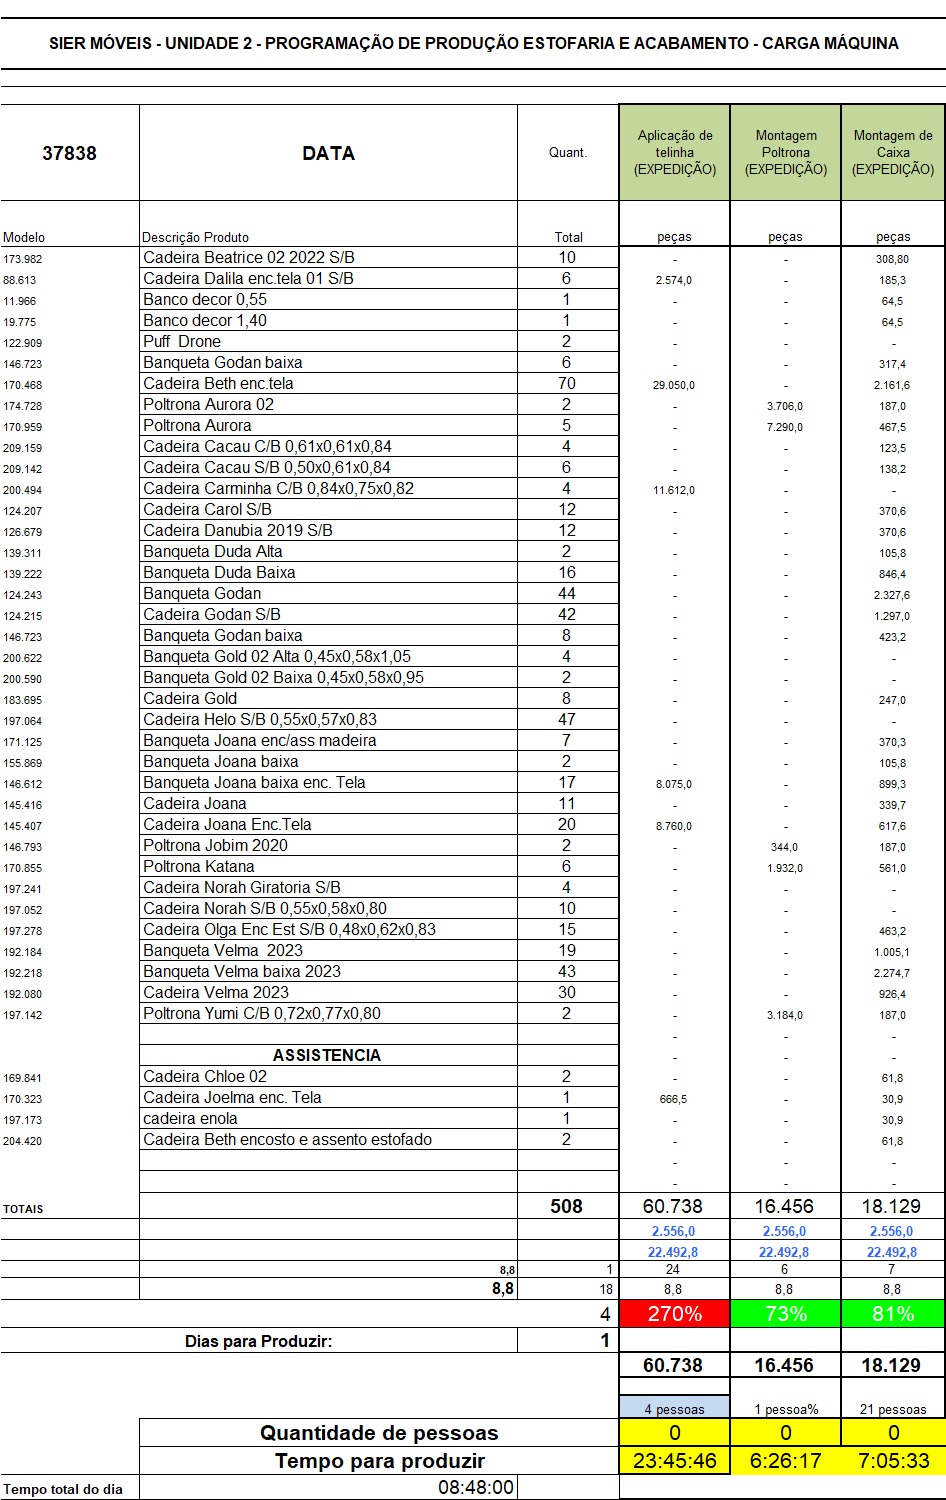 SIER MÓVEIS - UNIDADE 2 - PROGRAMAÇÃO DE PRODUÇÃO ESTOFARIA E ACABAMENTO - CARGA MÁQUINA
37838 DATA Quant. Aplicação de telinha (EXPEDIÇÃO) Montagem Poltrona (EXPEDIÇÃO) Montagem de Caixa (EXPEDIÇÃO)
Modelo Descrição Produto Total peças peças peças
173.982 Cadeira Beatrice 02 2022 S/B 10 - - 308,80
88.613 Cadeira Dalila enc.tela 01 S/B 6 2.574,0 - 185,3
11.966 Banco decor 0,55 1 - - 64,5
19.775 Banco decor 1,40 1 - - 64,5
122.909 Puff Drone 2 - - -
146.723 Banqueta Godan baixa 6 - - 317,4
170.468 Cadeira Beth enc.tela 70 29.050,0 - 2.161,6
174.728 Poltrona Aurora 02 2 - 3.706,0 187,0
170.959 Poltrona Aurora 5 - 7.290,0 467,5
209.159 Cadeira Cacau C/B 0,61x0,61x0,84 4 - - 123,5
209.142 Cadeira Cacau S/B 0,50x0,61x0,84 6 - - 138,2
200.494 Cadeira Carminha C/B 0,84x0,75x0,82 4 11.612,0 - -
124.207 Cadeira Carol S/B 12 - - 370,6
126.679 Cadeira Danubia 2019 S/B 12 - - 370,6
139.311 Banqueta Duda Alta 2 - - 105,8
139.222 Banqueta Duda Baixa 16 - - 846,4
124.243 Banqueta Godan 44 - - 2.327,6
124.215 Cadeira Godan S/B 42 - - 1.297,0
146.723 Banqueta Godan baixa 8 - - 423,2
200.622 Banqueta Gold 02 Alta 0,45x0,58x1,05 4 - - -
200.590 Banqueta Gold 02 Baixa 0,45x0,58x0,95 2 - - -
183.695 Cadeira Gold 8 - - 247,0
197.064 Cadeira Helo S/B 0,55x0,57x0,83 47 - - -
171.125 Banqueta Joana enc/ass madeira 7 - - 370,3
155.869 Banqueta Joana baixa 2 - - 105,8
146.612 Banqueta Joana baixa enc. Tela 17 8.075,0 - 899,3
145.416 Cadeira Joana 11 - - 339,7
145.407 Cadeira Joana Enc.Tela 20 8.760,0 - 617,6
146.793 Poltrona Jobim 2020 2 - 344,0 187,0
170.855 Poltrona Katana 6 - 1.932,0 561,0
197.241 Cadeira Norah Giratoria S/B 4 - - -
197.052 Cadeira Norah S/B 0,55x0,58x0,80 10 - - -
197.278 Cadeira Olga Enc Est S/B 0,48x0,62x0,83 15 - - 463,2
192.184 Banqueta Velma 2023 19 - - 1.005,1
192.218 Banqueta Velma baixa 2023 43 - - 2.274,7
192.080 Cadeira Velma 2023 30 - - 926,4
197.142 Poltrona Yumi C/B 0,72x0,77x0,80 2 - 3.184,0 187,0
- - -
ASSISTENCIA - - -
169.841 Cadeira Chloe 02 2 - - 61,8
170.323 Cadeira Joelma enc. Tela 1 666,5 - 30,9
197.173 cadeira enola 1 - - 30,9
204.420 Cadeira Beth encosto e assento estofado 2 - - 61,8
- - -
- - -
TOTAIS 508 60.738 16.456 18.129
2.556,0 2.556,0 2.556,0
22.492,8 22.492,8 22.492,8
8,8 1 24 6 7
8,8 18 8,8 8,8 8,8
4 270% 73% 81%
Dias para Produzir: 1
60.738 16.456 18.129
4 pessoas 1 pessoa% 21 pessoas
Quantidade de pessoas 0 0 0
Tempo para produzir 23:45:46 6:26:17 7:05:33
Tempo total do dia 08:48:00